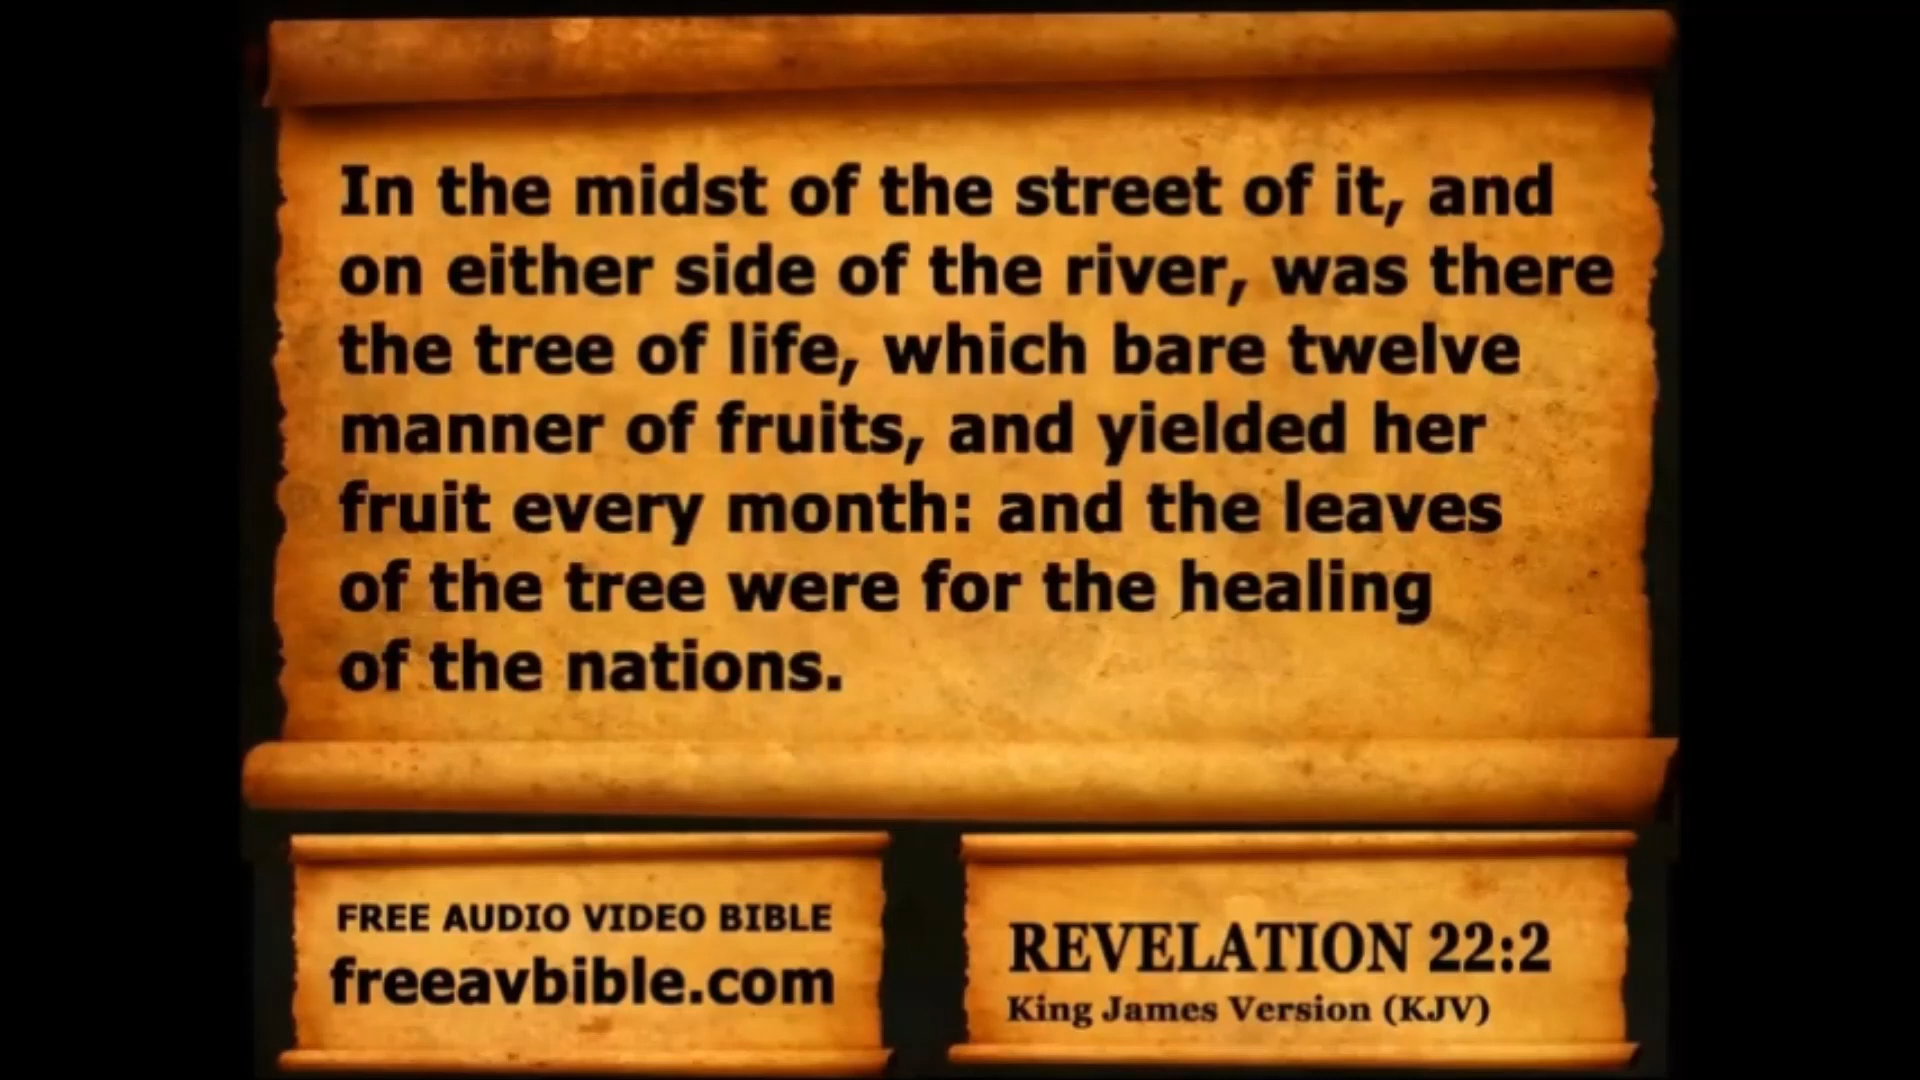 In the midst of the street of it, and
on either side of the river, was there
the tree of life, which bare twelve
manner of fruits, and yielded her
fruit every month: and the leaves
of the tree were for the healing
of the nations.
FREE AUDIO VIDEO BIBLE
freeavbible.com
REVELATION 22:2
King James Version (KJV)